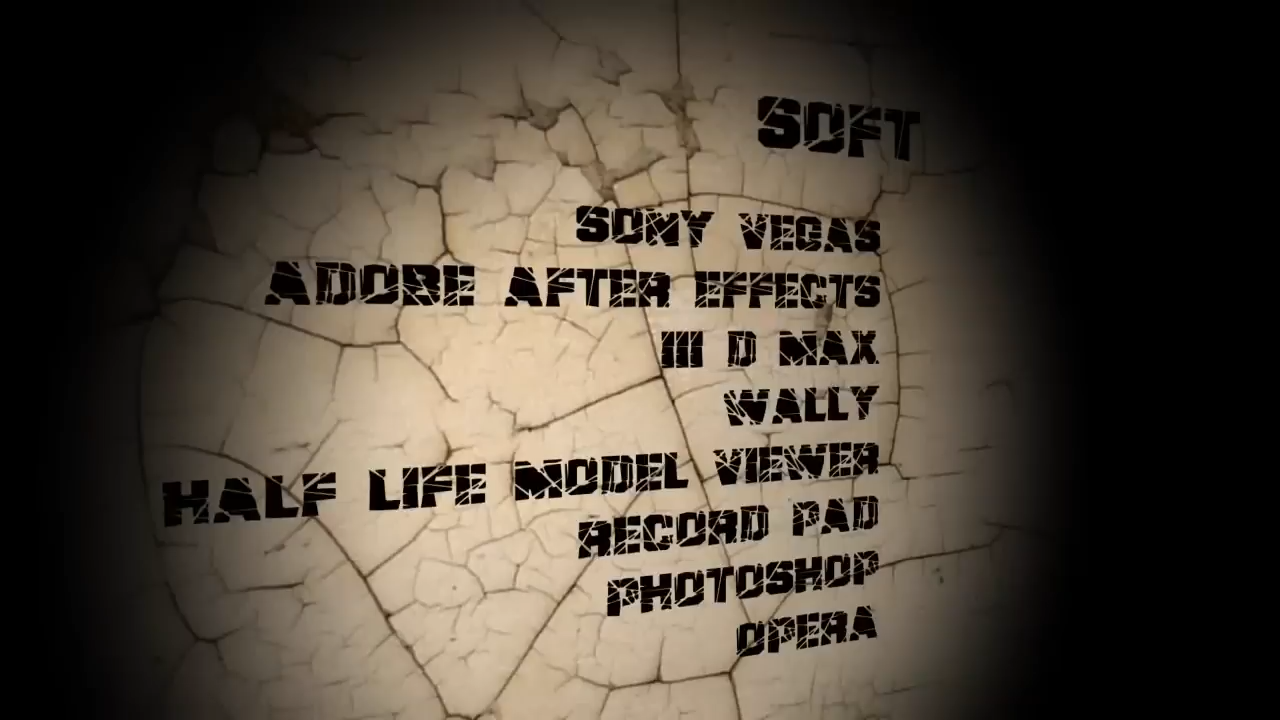 SOFT
SONY VEGAS
ADOBE AFTER EFFECTS
III D MAX
WALLY
HALF LIFE MODEL VIEWER
RECORD PAD
PHOTOSHOP
OPERA